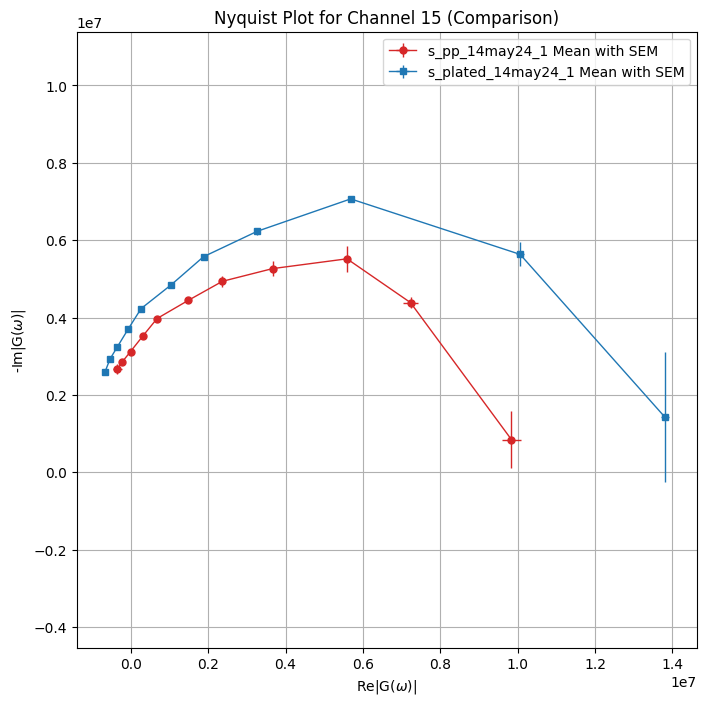 Nyquist Plot for Channel 15 (Comparison)
1e7
s_pp_14may24_1 Mean with SEM
s_plated_14may24_1 Mean with SEM
1.0
0.8
0.6
0.4
0.2
0.0
−0.2
−0.4
-Im|G(ω)|
0.0 0.2 0.4 0.6 0.8 1.0 1.2 1.4
1e7
Re|G(ω)|